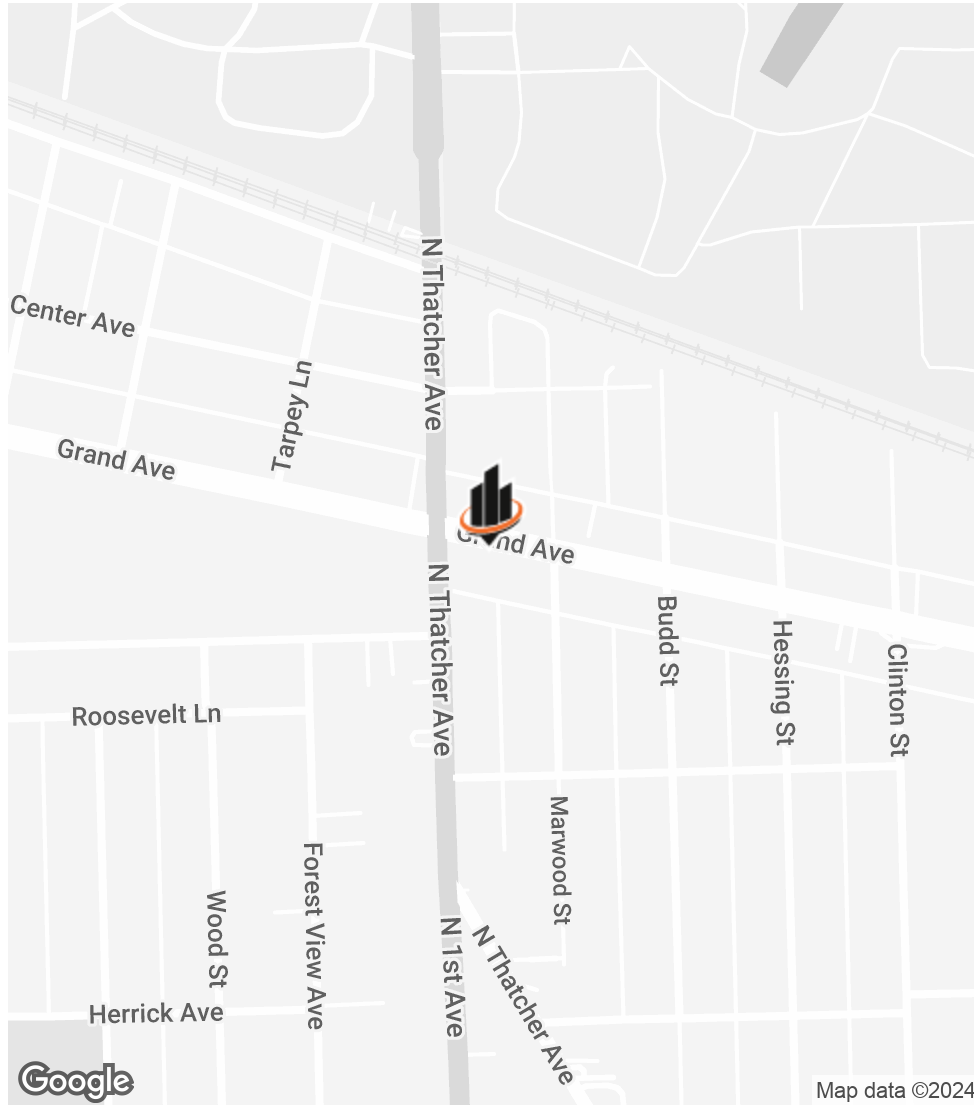 N Thatcher Ave
Center Ave
Tarpey Ln
Grand Ave
Grand Ave
N Thatcher Ave
Budd St
Hessing St
Clinton St
Roosevelt Ln
Marwood St
Forest View Ave
Wood St
N 1st Ave
N Thatcher Ave
Herrick Ave
Google
Map data ©2024